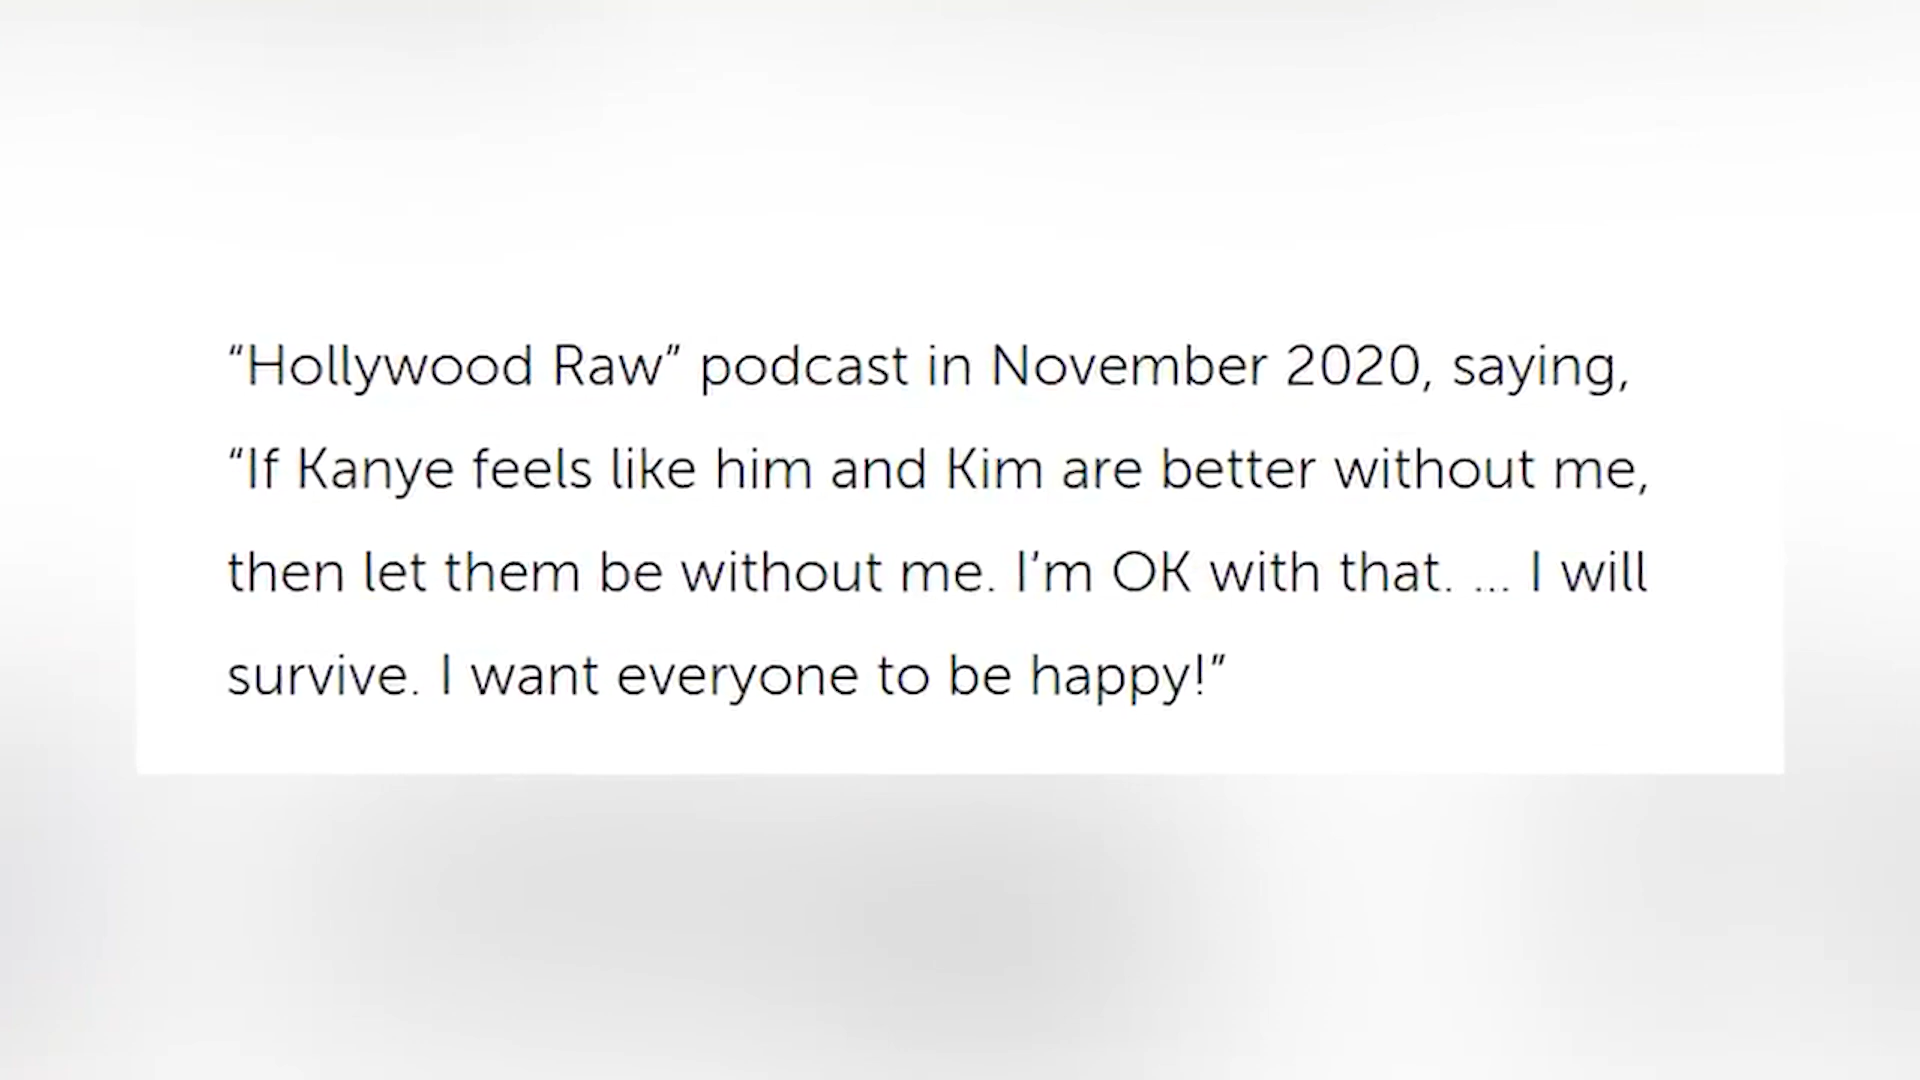 “Hollywood Raw” podcast in November 2020, saying,
“If Kanye feels like him and Kim are better without me,
then let them be without me. I’m OK with that. ... I will
survive. I want everyone to be happy!”